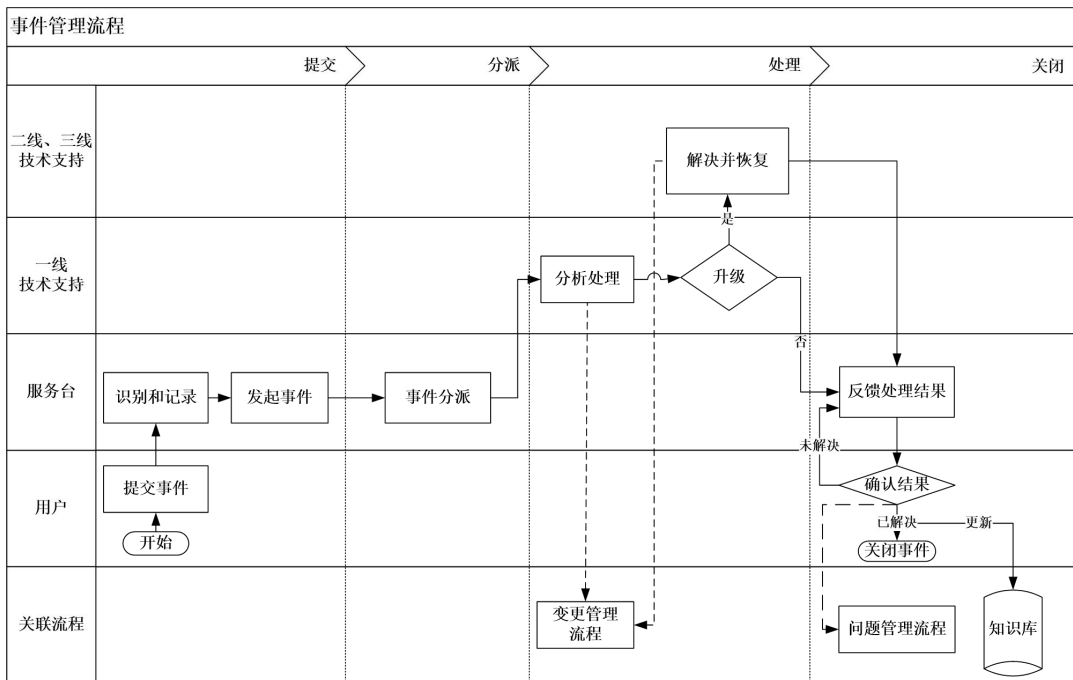 事件管理流程
提交
分派
处理
关闭
二线、三线
技术支持
解决并恢复
是
一线
技术支持
分析处理
升级
否
服务台
识别和记录
发起事件
事件分派
反馈处理结果
未解决
用户
提交事件
确认结果
开始
已解决
更新
关闭事件
关联流程
变更管理
流程
问题管理流程
知识库